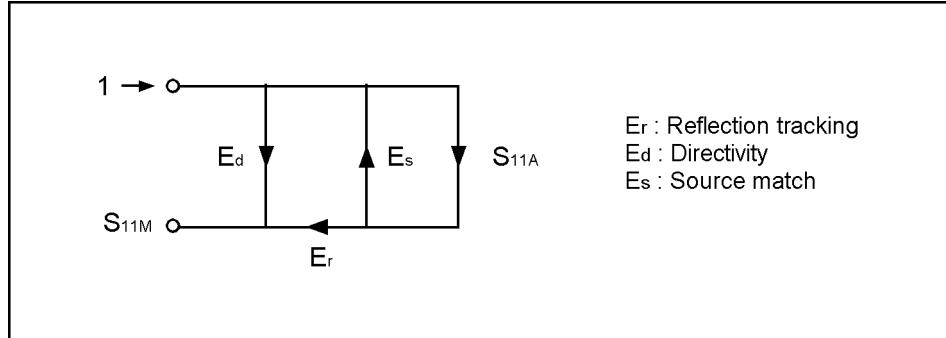 1
Ed
Es
S11A
S11M
Er
Er : Reflection tracking
Ed : Directivity
Es : Source match